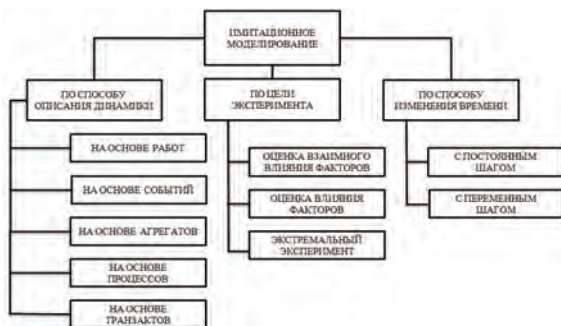 ИМИТАЦИОННОЕ
МОДЕЛИРОВАНИЕ
ПО СПОСОБУ
ОПИСАНИЯ ДИНАМИКИ
НА ОСНОВЕ РАБОТ
НА ОСНОВЕ СОБЫТИЙ
НА ОСНОВЕ АГРЕГАТОВ
НА ОСНОВЕ
ПРОЦЕССОВ
НА ОСНОВЕ
ТРАНЗАКТОВ
ПО ЦЕЛИ
ЭКСПЕРИМЕНТА
ОЦЕНКА ВЗАИМНОГО
ВЛИЯНИЯ ФАКТОРОВ
ОЦЕНКА ВЛИЯНИЯ
ФАКТОРОВ
ЭКСТРЕМАЛЬНЫЙ
ЭКСПЕРИМЕНТ
ПО СПОСОБУ
ИЗМЕНЕНИЯ ВРЕМЕНИ
С ПОСТОЯННЫМ
ШАГОМ
С ПЕРЕМЕННЫМ
ШАГОМ